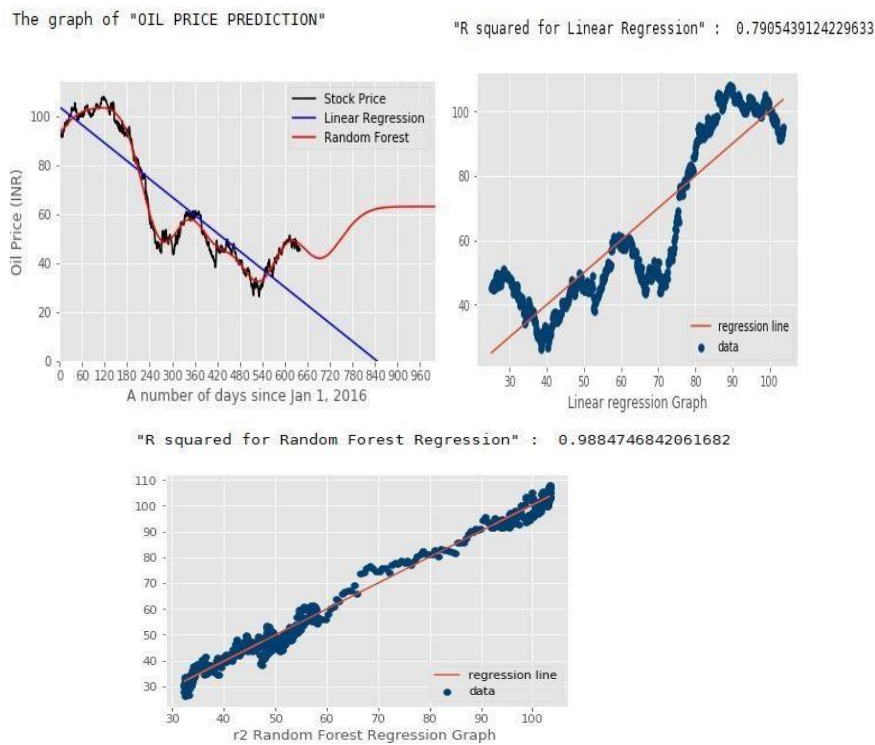 The graph of "OIL PRICE PREDICTION"
"R squared for Linear Regression" : 0.7905439124229633
Stock Price
Linear Regression
Random Forest
Oil Price (INR)
100
80
60
40
20
0
0 60 120 180 240 300 360 420 480 540 600 660 720 780 840 900 960
A number of days since Jan 1, 2016
100
80
60
40
regression line
data
30 40 50 60 70 80 90 100
Linear regression Graph
"R squared for Random Forest Regression" : 0.9884746842061682
110
100
90
80
70
60
50
40
30
regression line
data
30 40 50 60 70 80 90 100
r2 Random Forest Regression Graph